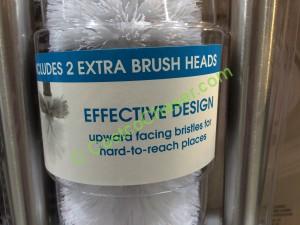 CLUDES 2 EXTRA BRUSH HEADS
EFFECTIVE DESIGN
upward facing bristles for
hard-to-reach places